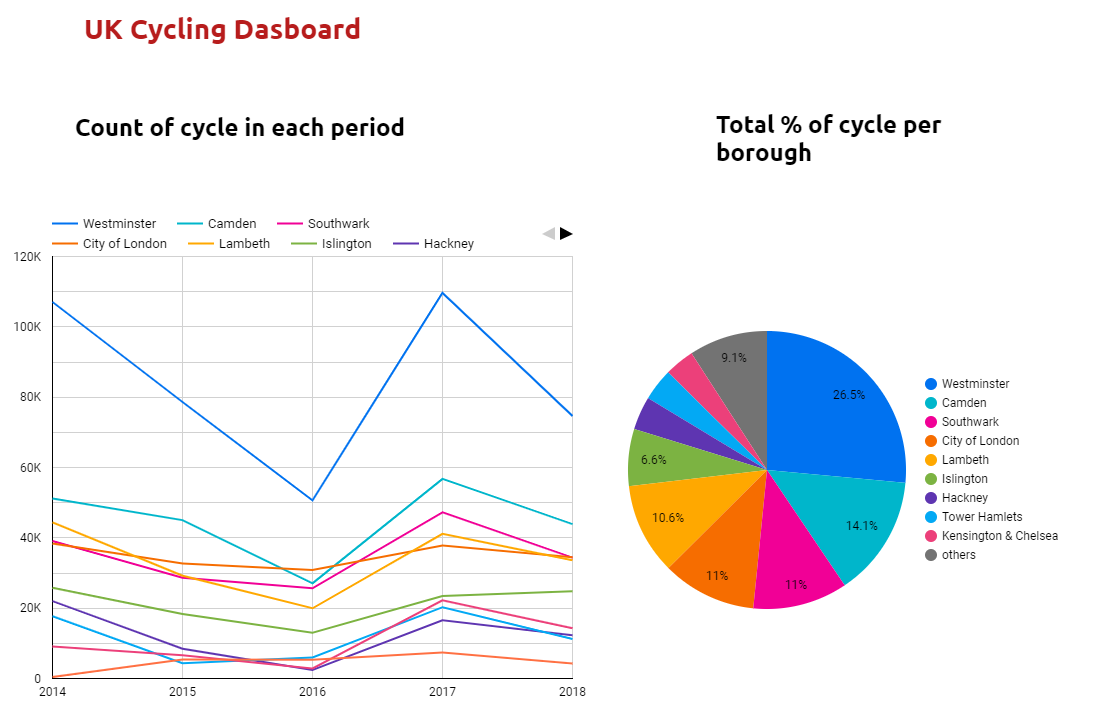 UK Cycling Dasboard
Count of cycle in each period
Total % of cycle per
borough
Westminster Camden Southwark
City of London Lambeth Islington Hackney
120K
100K
80K
60K
40K
20K
0
2014 2015 2016 2017 2018
9.1%
26.5%
6.6%
10.6%
14.1%
11%
11%
Westminster
Camden
Southwark
City of London
Lambeth
Islington
Hackney
Tower Hamlets
Kensington & Chelsea
others